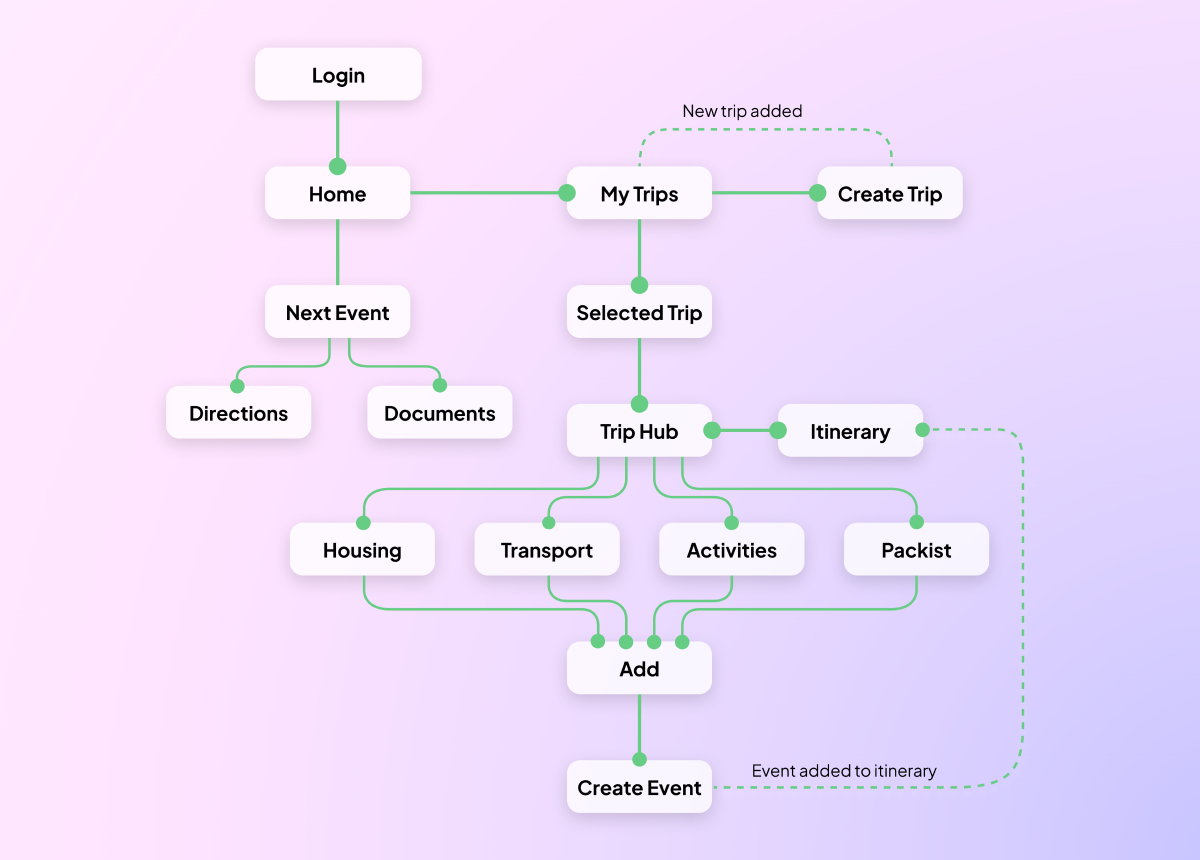 Login
New trip added
Home
My Trips
Create Trip
Next Event
Selected Trip
Directions
Documents
Trip Hub
Itinerary
Housing
Transport
Activities
Packist
Add
Event added to itinerary
Create Event